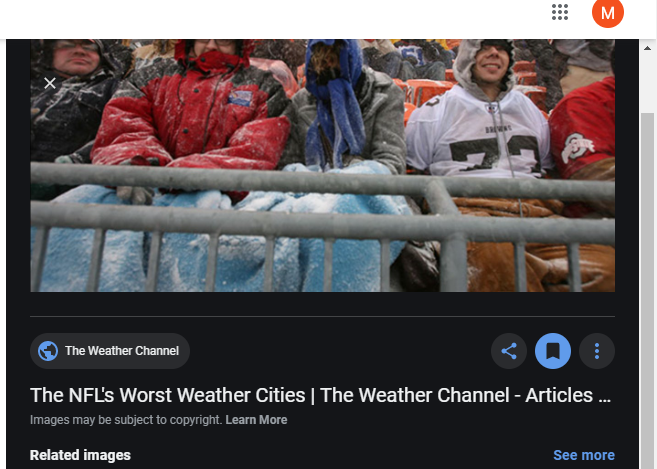 M
BROWNS
The Weather Channel
The NFL's Worst Weather Cities | The Weather Channel - Articles ...
Images may be subject to copyright. Learn More
Related images
See more